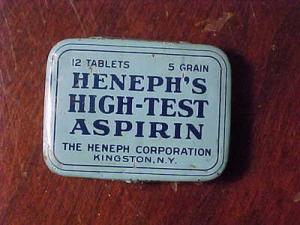 12 TABLETS 5 GRAIN
HENEPH'S
HIGH-TEST
ASPIRIN
THE HENEPH CORPORATION
KINGSTON, N.Y.